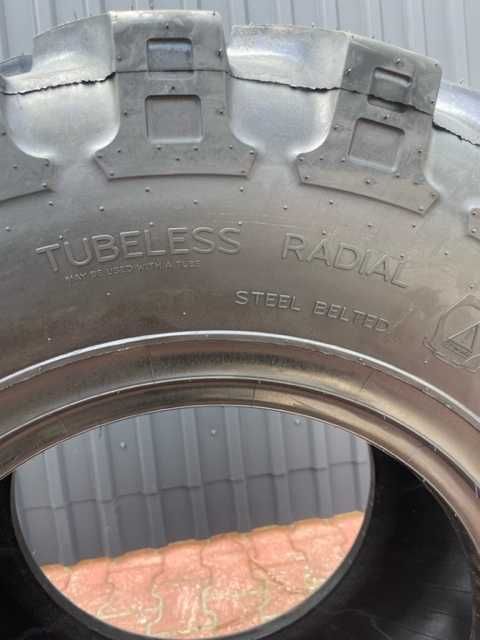 TUBELESS RADIAL
MAY BE USED WITH A TUBE
STEEL BELTED